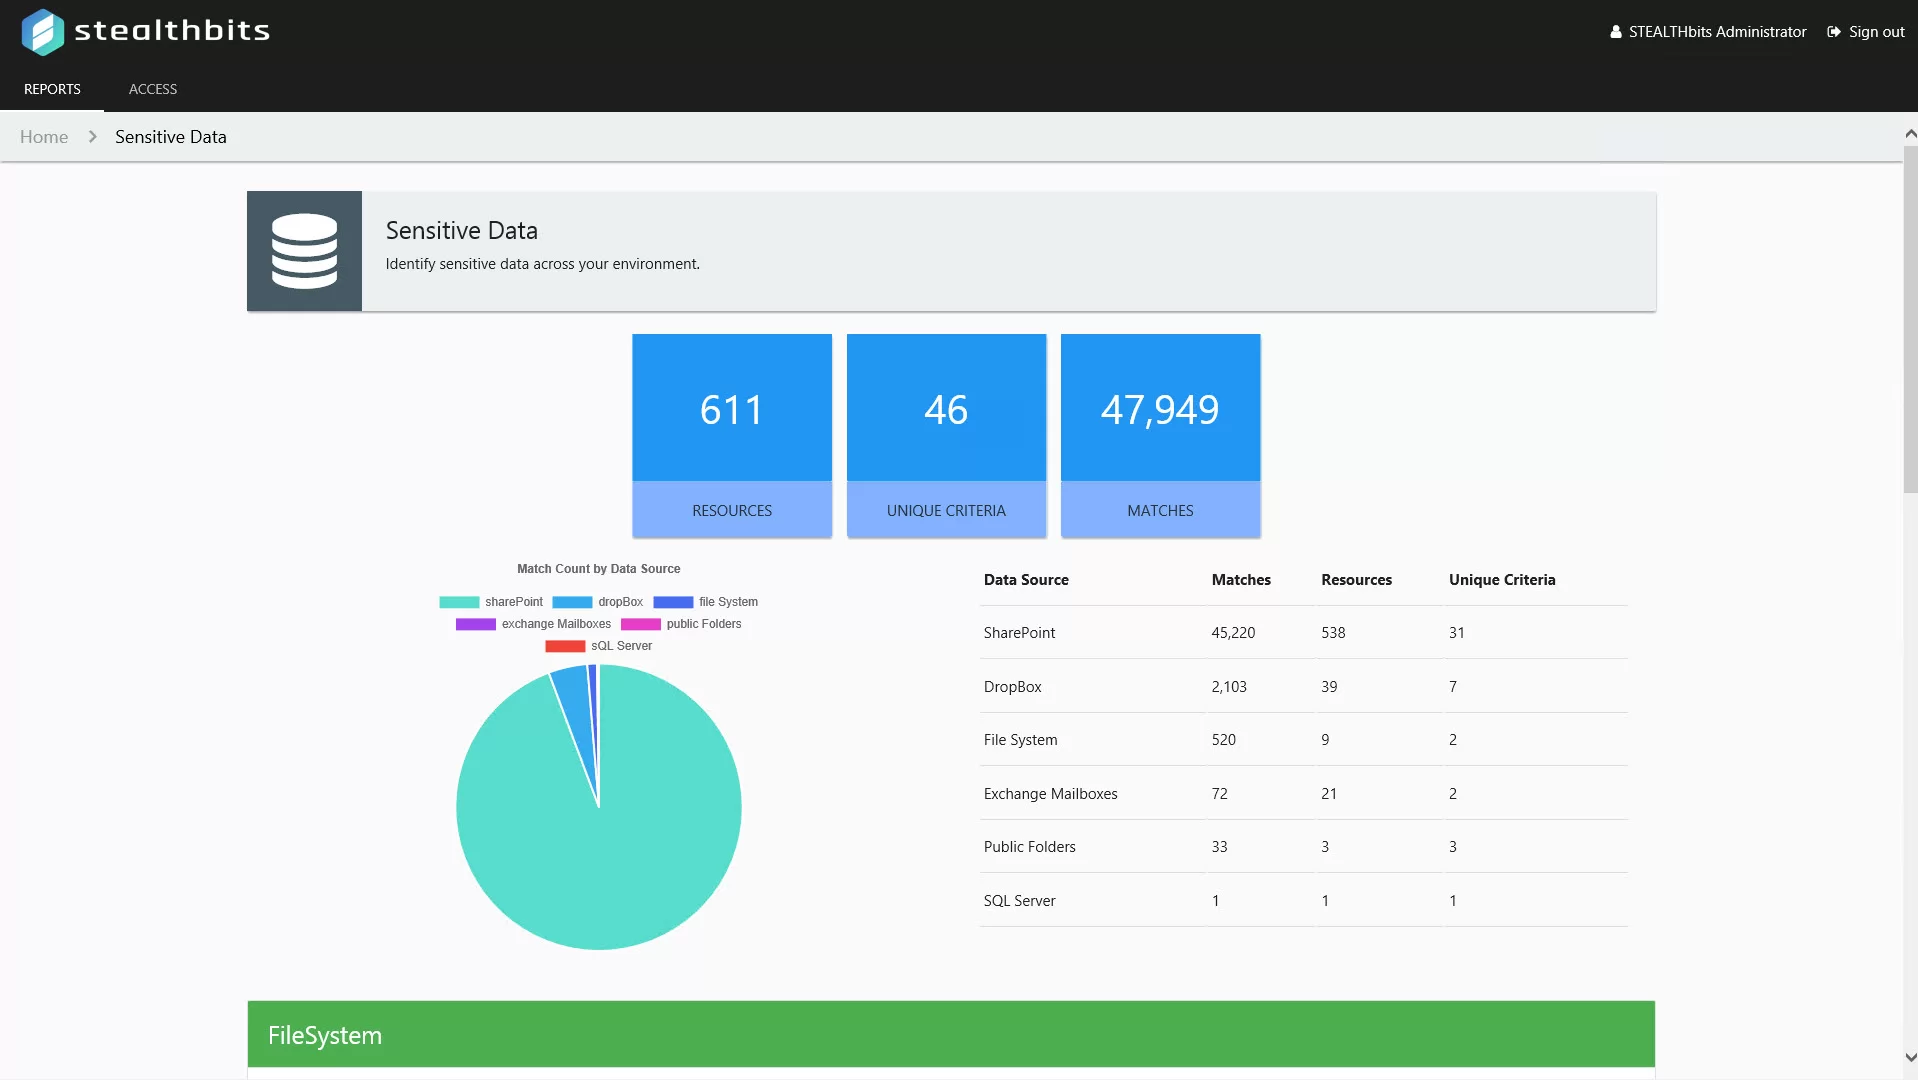 stealthbits
STEALTHbits Administrator Sign out
REPORTS ACCESS
Home Sensitive Data
Sensitive Data
Identify sensitive data across your environment.
611 46 47,949
RESOURCES UNIQUE CRITERIA MATCHES
Match Count by Data Source
sharePoint dropBox file System
exchange Mailboxes public Folders
sQL Server
Data Source Matches Resources Unique Criteria
SharePoint 45,220 538 31
DropBox 2,103 39 7
File System 520 9 2
Exchange Mailboxes 72 21 2
Public Folders 33 3 3
SQL Server 1 1 1
FileSystem